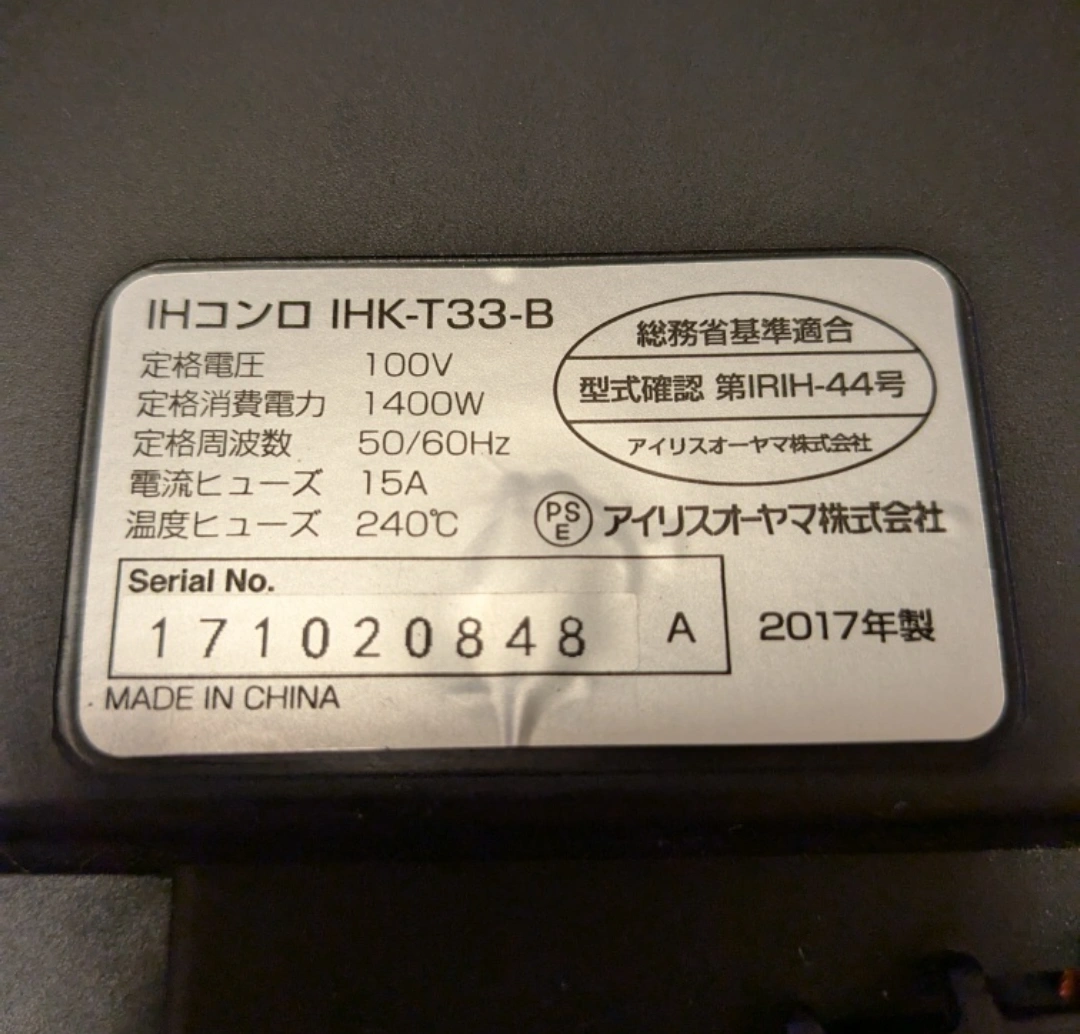 IHコンロ IHK-T33-B
定格電圧 100V
定格消費電力 1400W
定格周波数 50/60Hz
電流ヒューズ 15A
温度ヒューズ 240℃
総務省基準適合
型式確認 第IRIH-44号
アイリスオーヤマ株式会社
PSE アイリスオーヤマ株式会社
Serial No.
171020848 A
2017年製
MADE IN CHINA